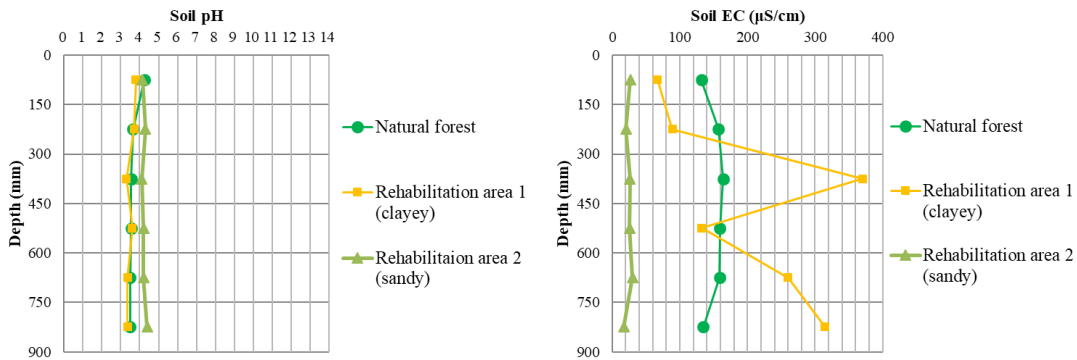 Soil pH
0 1 2 3 4 5 6 7 8 9 10 11 12 13 14
0
150
300
450
600
750
900
Depth (mm)
Natural forest
Rehabilitation area 1
(clayey)
Rehabilitaion area 2
(sandy)
Soil EC (µS/cm)
0 100 200 300 400
0
150
300
450
600
750
900
Depth (mm)
Natural forest
Rehabilitation area 1
(clayey)
Rehabilitation area 2
(sandy)